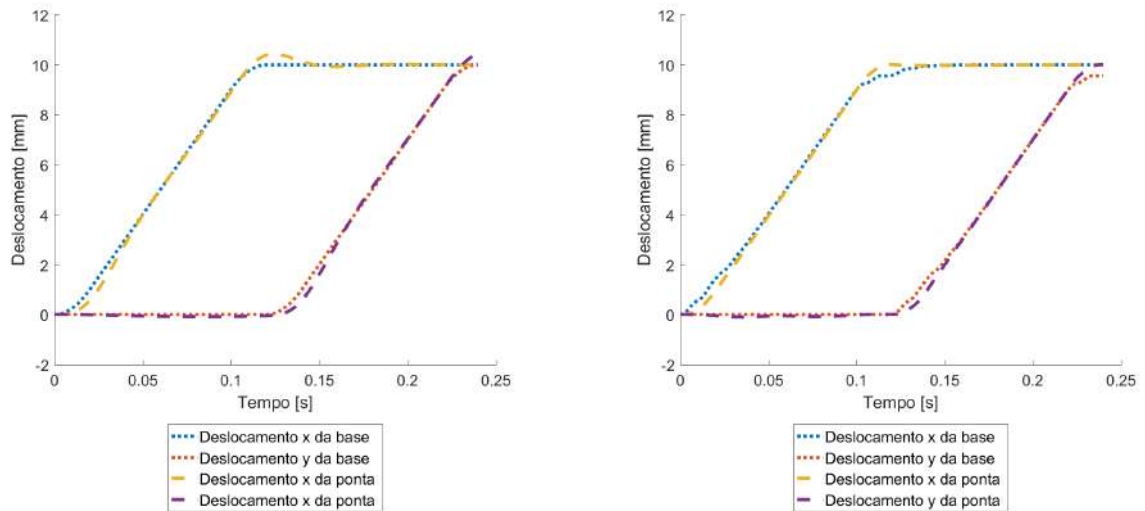 12
10
8
6
4
2
0
-2
Deslocamento [mm]
0
0.05
0.1
0.15
0.2
0.25
Tempo [s]
Deslocamento x da base
Deslocamento y da base
Deslocamento x da ponta
Deslocamento x da ponta
12
10
8
6
4
2
0
-2
Deslocamento [mm]
0
0.05
0.1
0.15
0.2
0.25
Tempo [s]
Deslocamento x da base
Deslocamento y da base
Deslocamento x da ponta
Deslocamento y da ponta